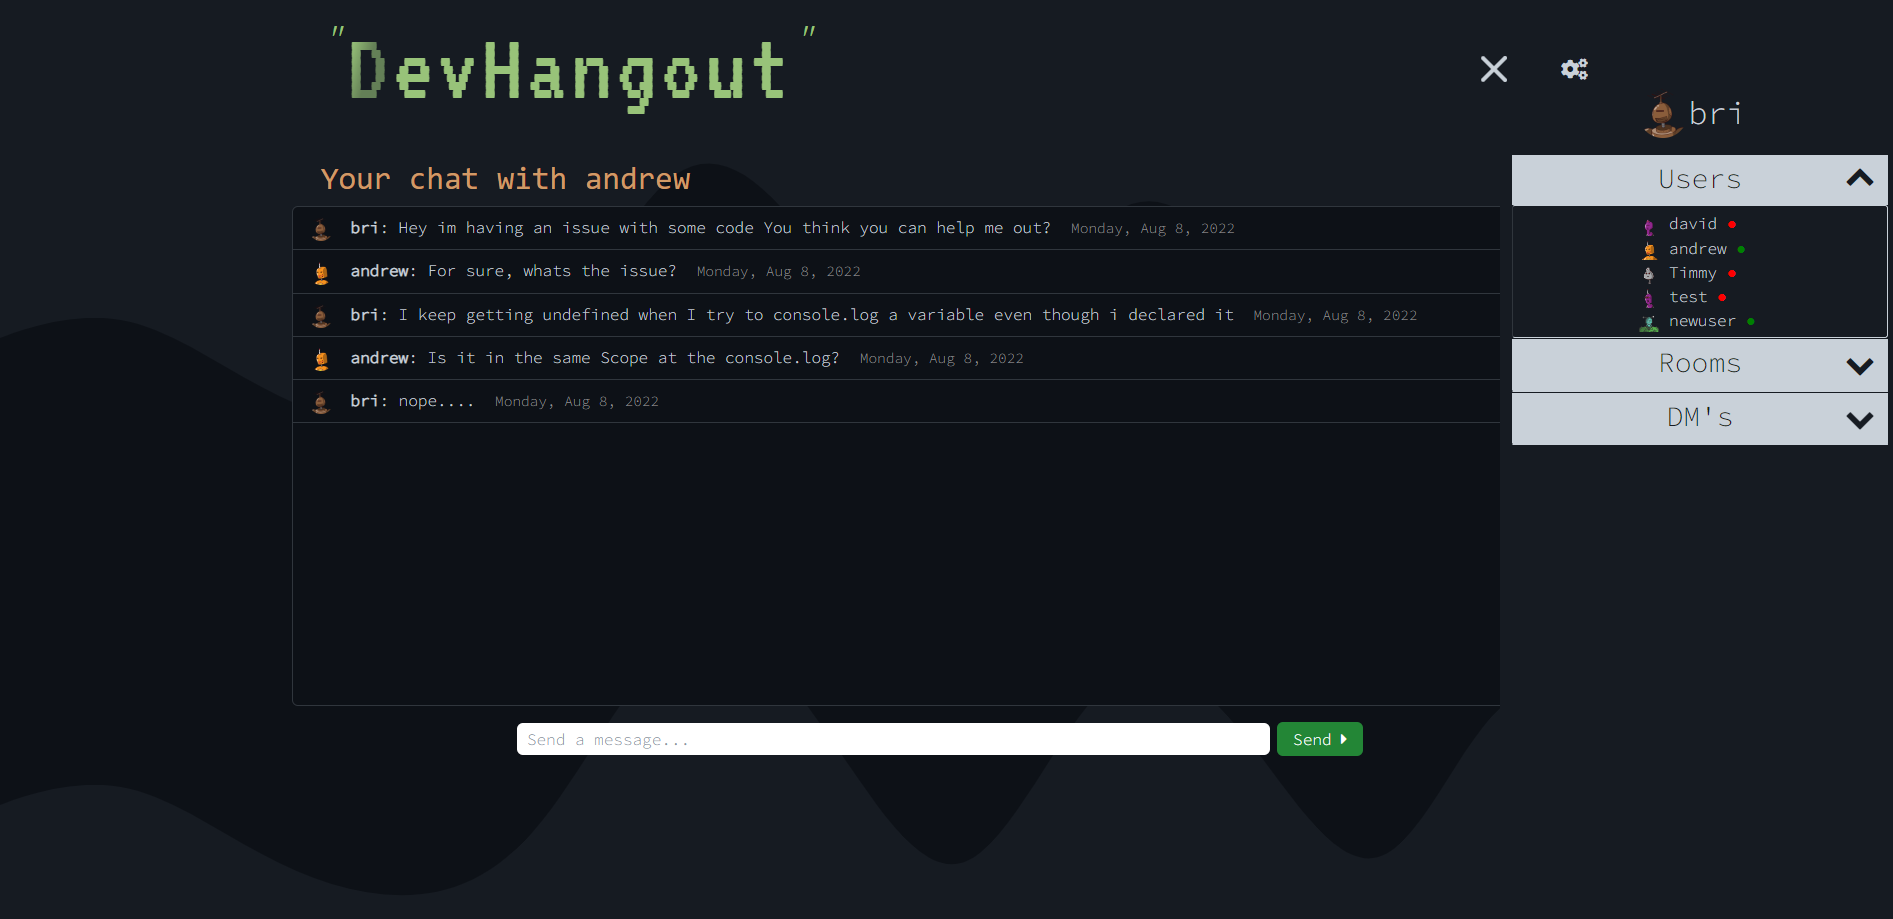 "DevHangout"
bri
Your chat with andrew
bri: Hey im having an issue with some code You think you can help me out? Monday, Aug 8, 2022
andrew: For sure, whats the issue? Monday, Aug 8, 2022
bri: I keep getting undefined when I try to console.log a variable even though i declared it Monday, Aug 8, 2022
andrew: Is it in the same Scope at the console.log? Monday, Aug 8, 2022
bri: nope.... Monday, Aug 8, 2022
Send a message...
Send
Users
david
andrew
Timmy
test
newuser
Rooms
DM's